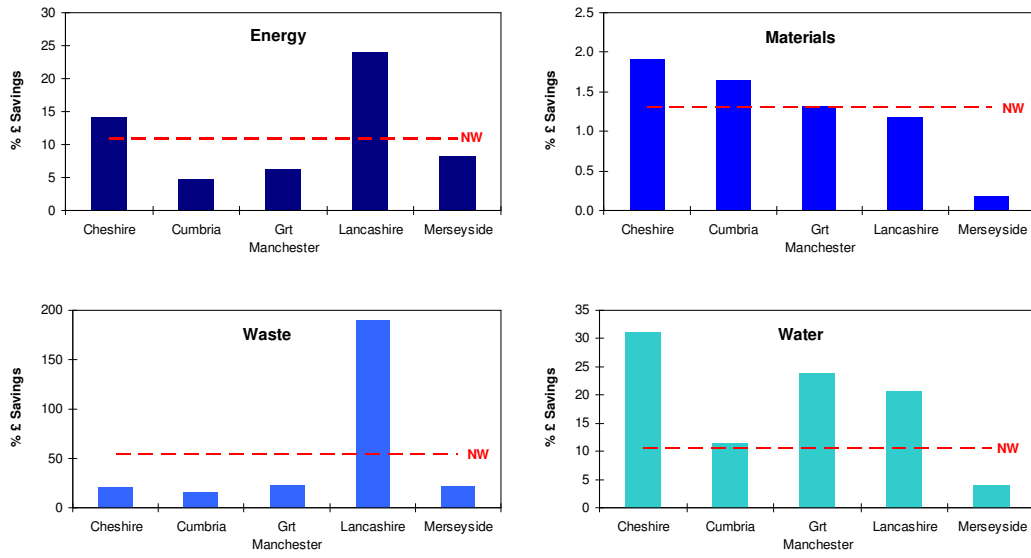 Energy
% £ Savings
30
25
20
15
10
5
0
NW
Cheshire Cumbria Grt Lancashire Merseyside
Manchester
Materials
% £ Savings
2.5
2.0
1.5
1.0
0.5
0.0
NW
Cheshire Cumbria Grt Lancashire Merseyside
Manchester
Waste
% £ Savings
200
150
100
50
0
NW
Cheshire Cumbria Grt Lancashire Merseyside
Manchester
Water
% £ Savings
35
30
25
20
15
10
5
0
NW
Cheshire Cumbria Grt Lancashire Merseyside
Manchester